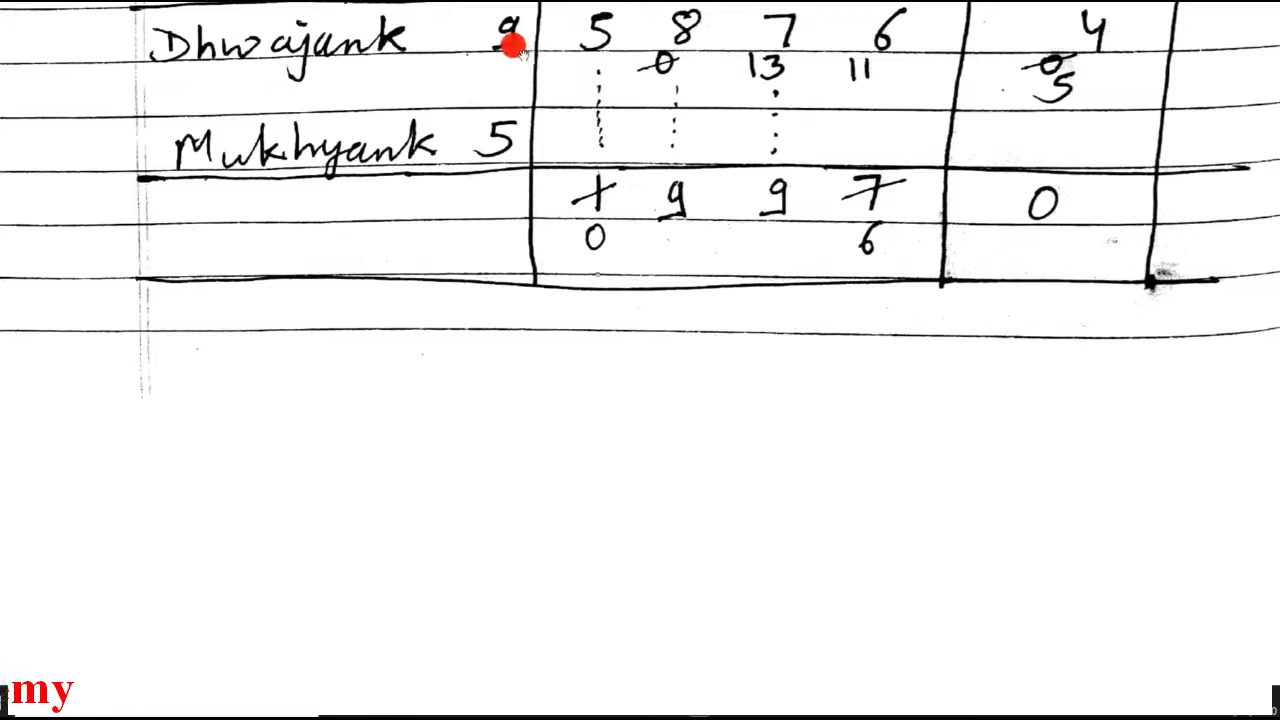 Dhwajank 9 5 8 7 6 4
0 13 11 0
5
Mukhyank 5
1 9 9 7 0
0 6
my